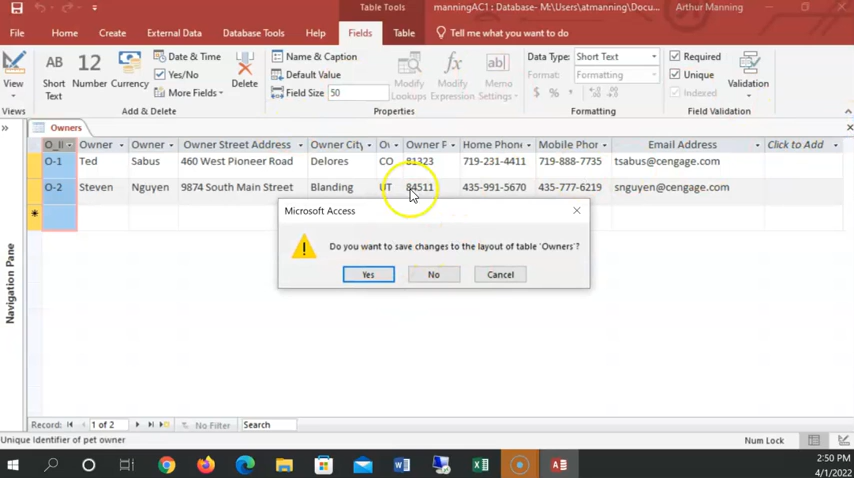 Table Tools
manningAC1 : Database- M:\Users\atmanning\Docu...
Arthur Manning
File Home Create External Data Database Tools Help Fields Table Tell me what you want to do
View
Views
AB
Short Text
12
Number
Currency
Date & Time
Yes/No
More Fields
Delete
Add & Delete
Name & Caption
Default Value
Field Size 50
Modify Lookups
fx
Modify Expression
ab
Memo Settings
Properties
Data Type: Short Text
Format: Formatting
$ %
Formatting
Required
Unique
Indexed
Validation
Field Validation
Owners
O_II Owner Owner Owner Street Address Owner City Ov Owner P Home Phon Mobile Phor Email Address Click to Add
O-1 Ted Sabus 460 West Pioneer Road Delores CO 81323 719-231-4411 719-888-7735 tsabus@cengage.com
O-2 Steven Nguyen 9874 South Main Street Blanding UT 84511 435-991-5670 435-777-6219 snguyen@cengage.com
Navigation Pane
Microsoft Access
Do you want to save changes to the layout of table 'Owners'?
Yes No Cancel
Record: 1 of 2 No Filter Search
Unique Identifier of pet owner
Num Lock
2:50 PM
4/1/2022